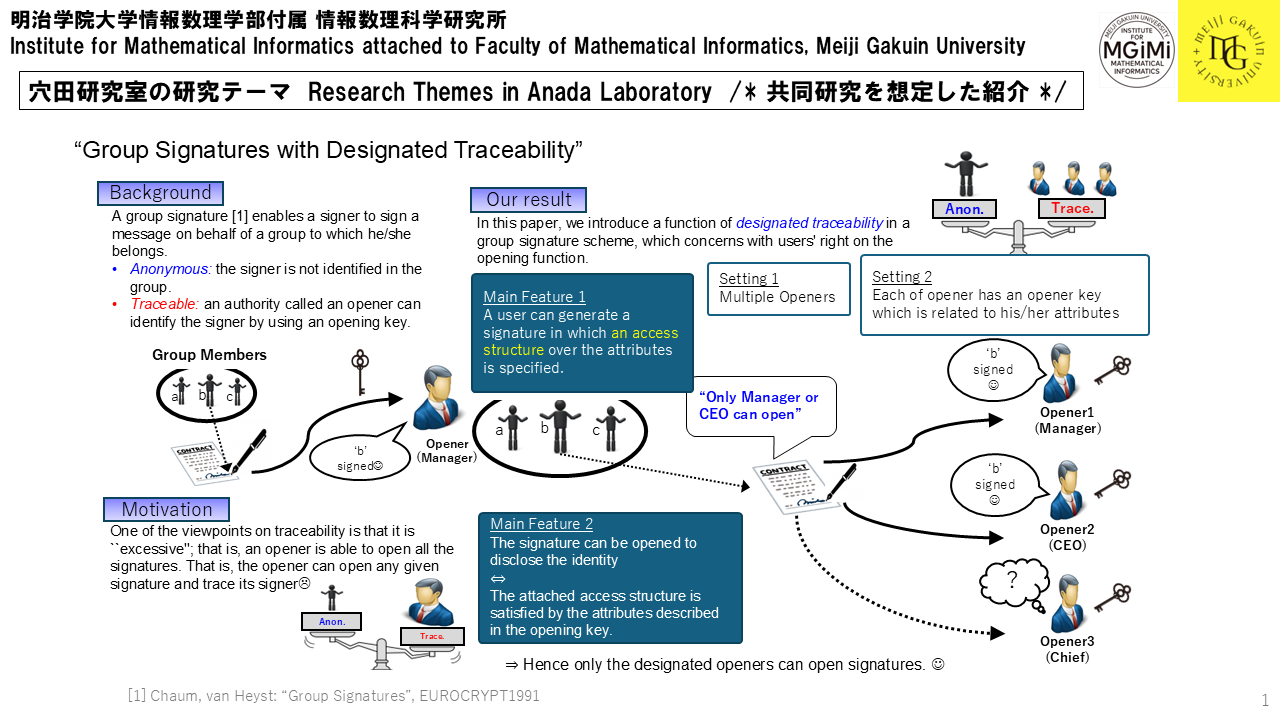 明治学院大学情報数理学部付属 情報数理科学研究所
Institute for Mathematical Informatics attached to Faculty of Mathematical Informatics, Meiji Gakuin University
MEIJI GAKUIN UNIVERSITY
INSTITUTE
FOR
MGiMi
MATHEMATICAL
INFORMATICS
MEIJI GAKUIN UNIVERSITY
MG
穴田研究室の研究テーマ Research Themes in Anada Laboratory /* 共同研究を想定した紹介 */
“Group Signatures with Designated Traceability”
Background
A group signature [1] enables a signer to sign a
message on behalf of a group to which he/she
belongs.
• Anonymous: the signer is not identified in the
group.
• Traceable: an authority called an opener can
identify the signer by using an opening key.
Group Members
a b c
CONTRACT
‘b’
signed☺
Opener
(Manager)
Motivation
One of the viewpoints on traceability is that it is
``excessive''; that is, an opener is able to open all the
signatures. That is, the opener can open any given
signature and trace its signer☹
Anon.
Trace.
Our result
In this paper, we introduce a function of designated traceability in a
group signature scheme, which concerns with users' right on the
opening function.
Anon.
Trace.
Main Feature 1
A user can generate a
signature in which an access
structure over the attributes
is specified.
Setting 1
Multiple Openers
Setting 2
Each of opener has an opener key
which is related to his/her attributes
a b c
“Only Manager or
CEO can open”
CONTRACT
‘b’
signed
☺
Opener1
(Manager)
‘b’
signed
☺
Opener2
(CEO)
?
Opener3
(Chief)
Main Feature 2
The signature can be opened to
disclose the identity
⇔
The attached access structure is
satisfied by the attributes described
in the opening key.
⇒ Hence only the designated openers can open signatures. ☺
[1] Chaum, van Heyst: “Group Signatures”, EUROCRYPT1991
1